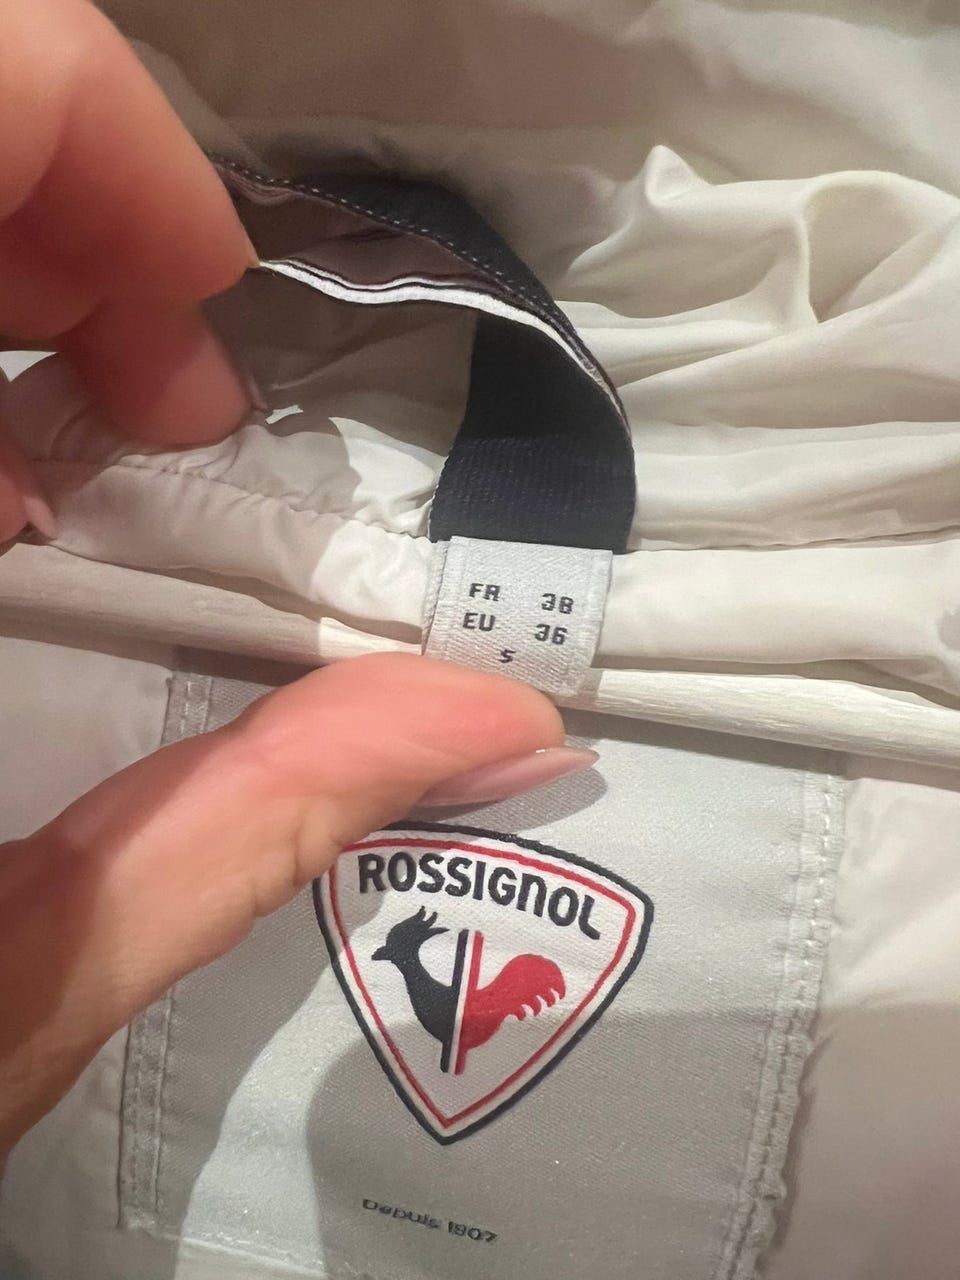 FR 38
EU 36
S
ROSSIGNOL
Depuis 1907